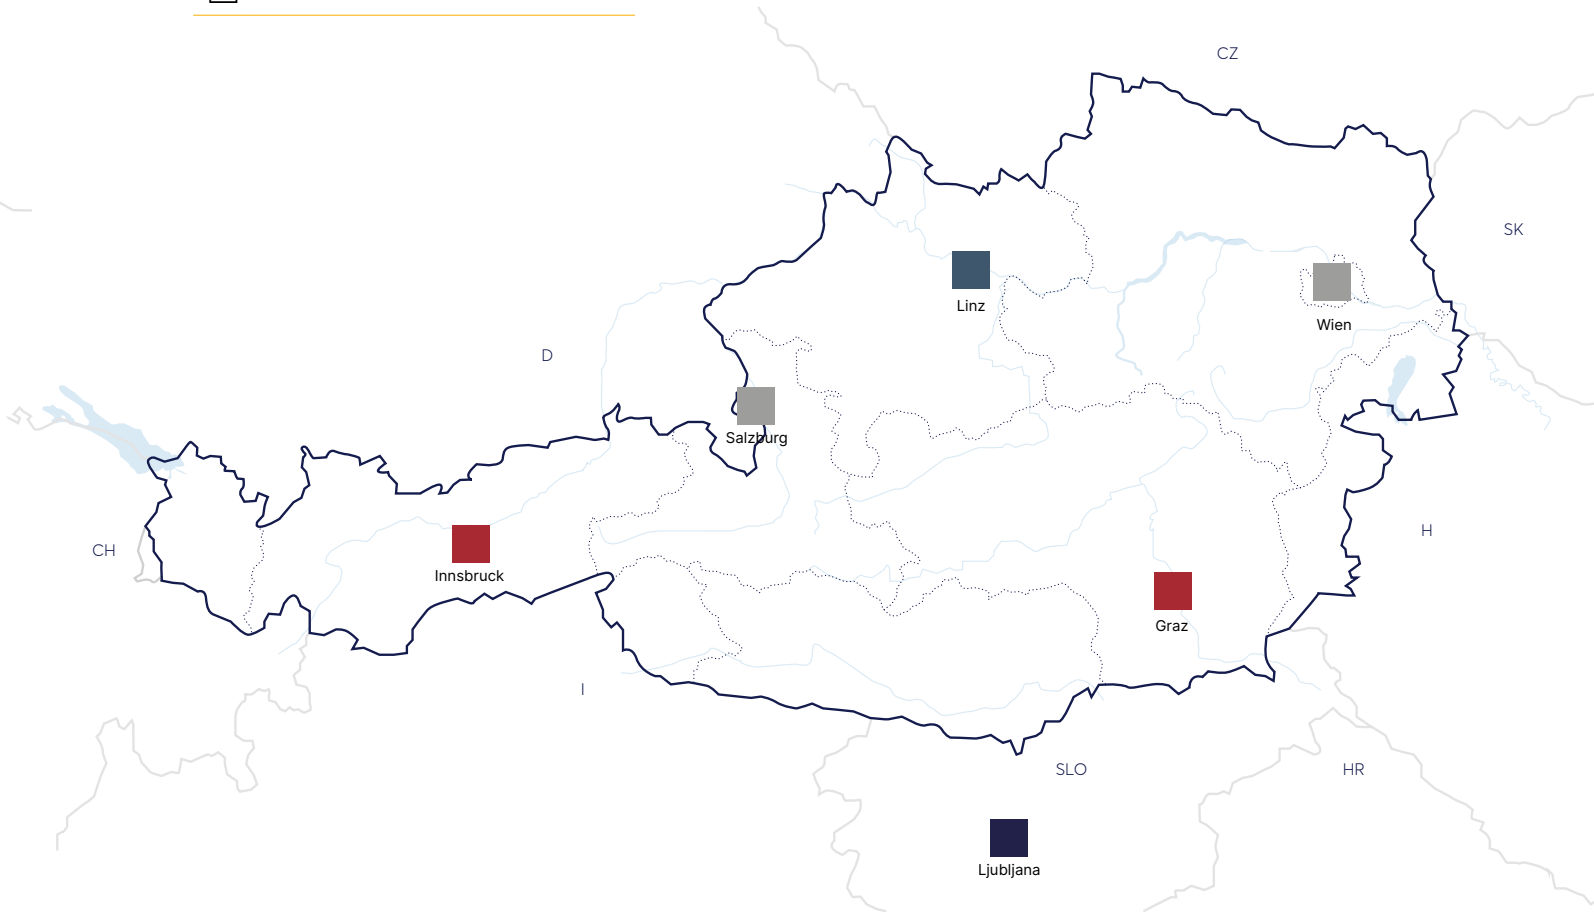 CZ
SK
Linz
Wien
D
Salzburg
H
CH
Innsbruck
Graz
I
SLO
HR
Ljubljana